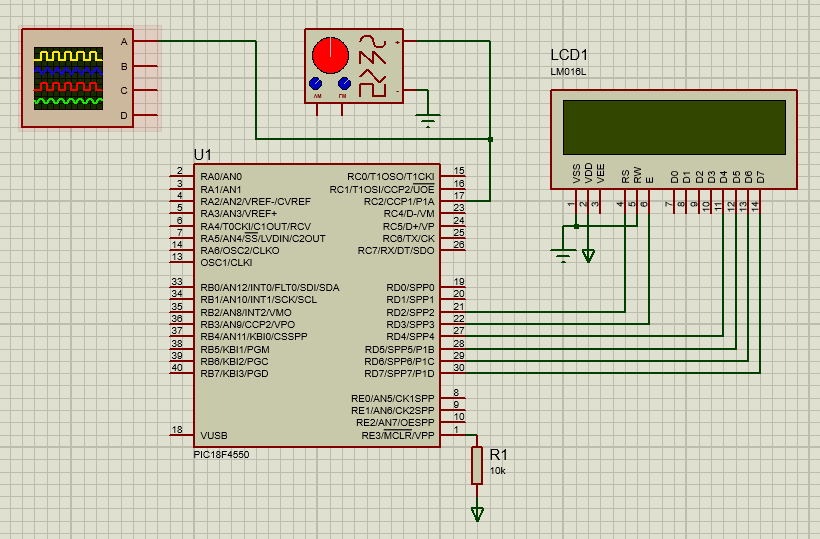 A
B
C
D
+
-
AM
FM
LCD1
LM016L
VSS
VDD
VEE
RS
RW
E
D0
D1
D2
D3
D4
D5
D6
D7
1
2
3
4
5
6
7
8
9
10
11
12
13
14
U1
2 RA0/AN0
3 RA1/AN1
4 RA2/AN2/VREF-/CVREF
5 RA3/AN3/VREF+
6 RA4/T0CKI/C1OUT/RCV
7 RA5/AN4/SS/LVDIN/C2OUT
14 RA6/OSC2/CLKO
13 OSC1/CLKI
33 RB0/AN12/INT0/FLT0/SDI/SDA
34 RB1/AN10/INT1/SCK/SCL
35 RB2/AN8/INT2/VMO
36 RB3/AN9/CCP2/VPO
37 RB4/AN11/KBI0/CSSPP
38 RB5/KBI1/PGM
39 RB6/KBI2/PGC
40 RB7/KBI3/PGD
18 VUSB
RC0/T1OSO/T1CKI 15
RC1/T1OSI/CCP2/UOE 16
RC2/CCP1/P1A 17
RC4/D-/VM 23
RC5/D+/VP 24
RC6/TX/CK 25
RC7/RX/DT/SDO 26
RD0/SPP0 19
RD1/SPP1 20
RD2/SPP2 21
RD3/SPP3 22
RD4/SPP4 27
RD5/SPP5/P1B 28
RD6/SPP6/P1C 29
RD7/SPP7/P1D 30
RE0/AN5/CK1SPP 8
RE1/AN6/CK2SPP 9
RE2/AN7/OESPP 10
RE3/MCLR/VPP 1
PIC18F4550
R1
10k